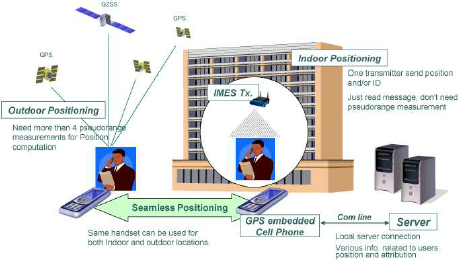 QZSS
GPS
GPS
Indoor Positioning
One transmitter send position
and/or ID
Just read message, don't need
pseudorange measurement
IMES Tx.
Outdoor Positioning
Need more than 4 pseudorange
measurements for Position
computation
Seamless Positioning
Same handset can be used for
both Indoor and outdoor locations.
GPS embedded
Cell Phone
Com line
Server
Local server connection
Various info. related to users
position and attribution